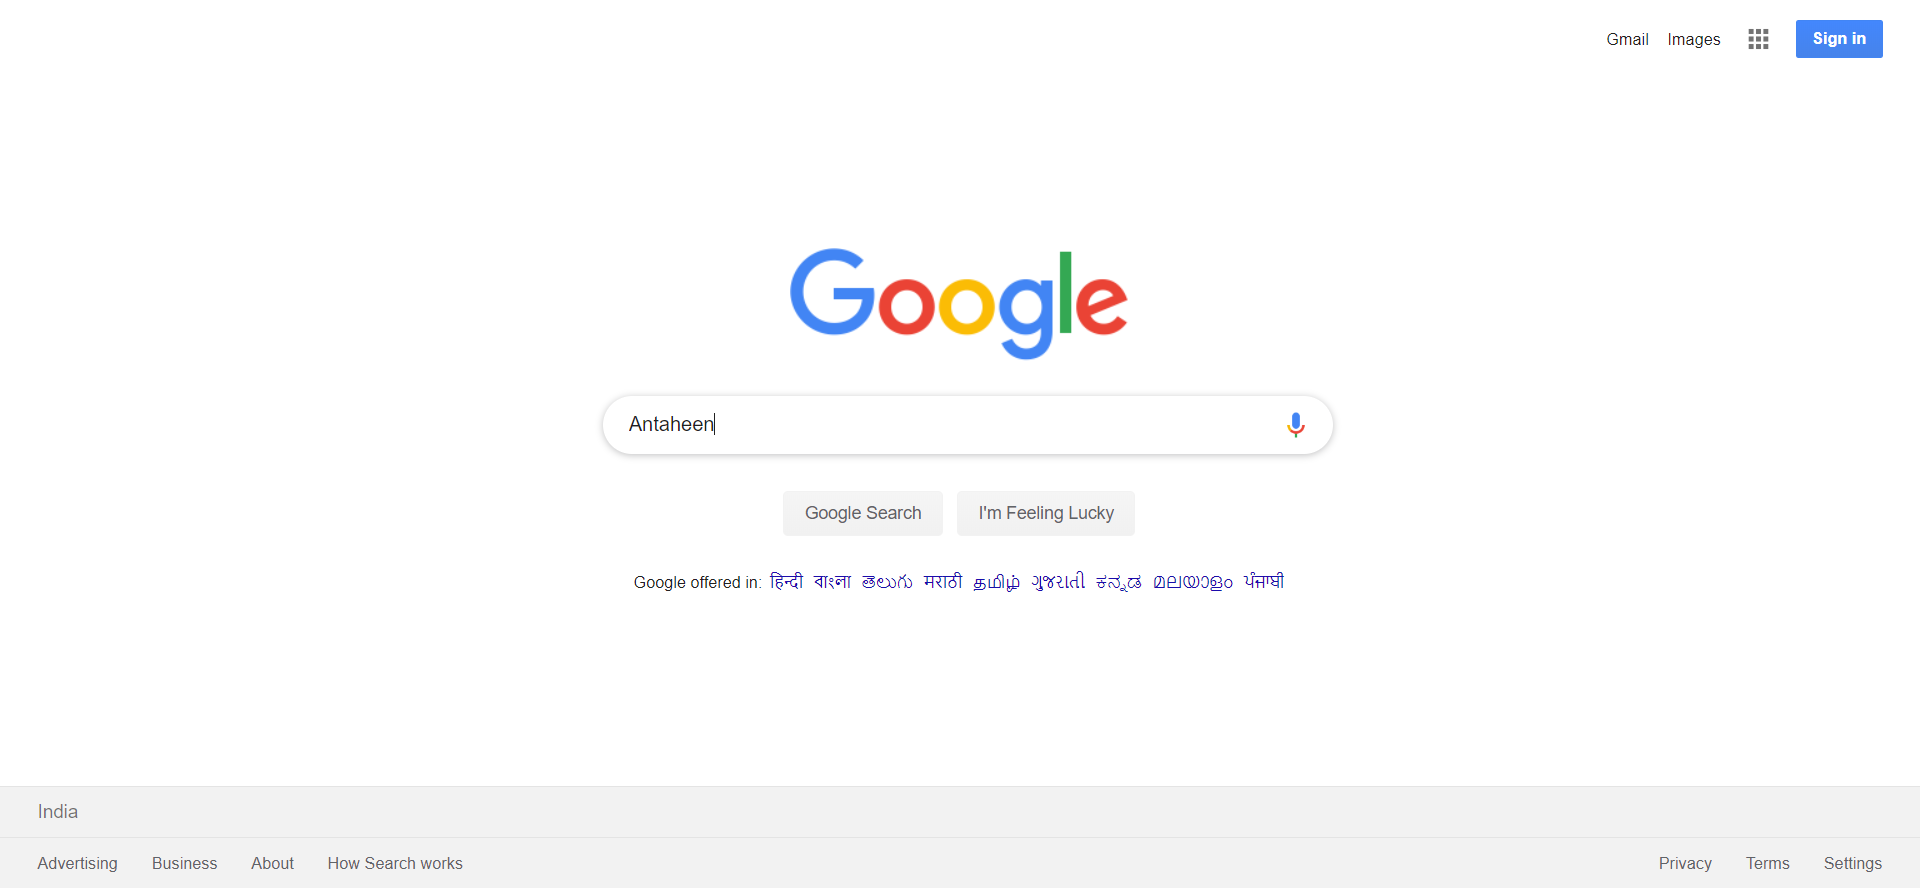 Gmail Images Sign in
Google
Antaheen
Google Search I'm Feeling Lucky
Google offered in: हिन्दी বাংলা తెలుగు मराठी தமிழ் ગુજરાતી ಕನ್ನಡ മലയാളം ਪੰਜਾਬੀ
India
Advertising Business About How Search works Privacy Terms Settings